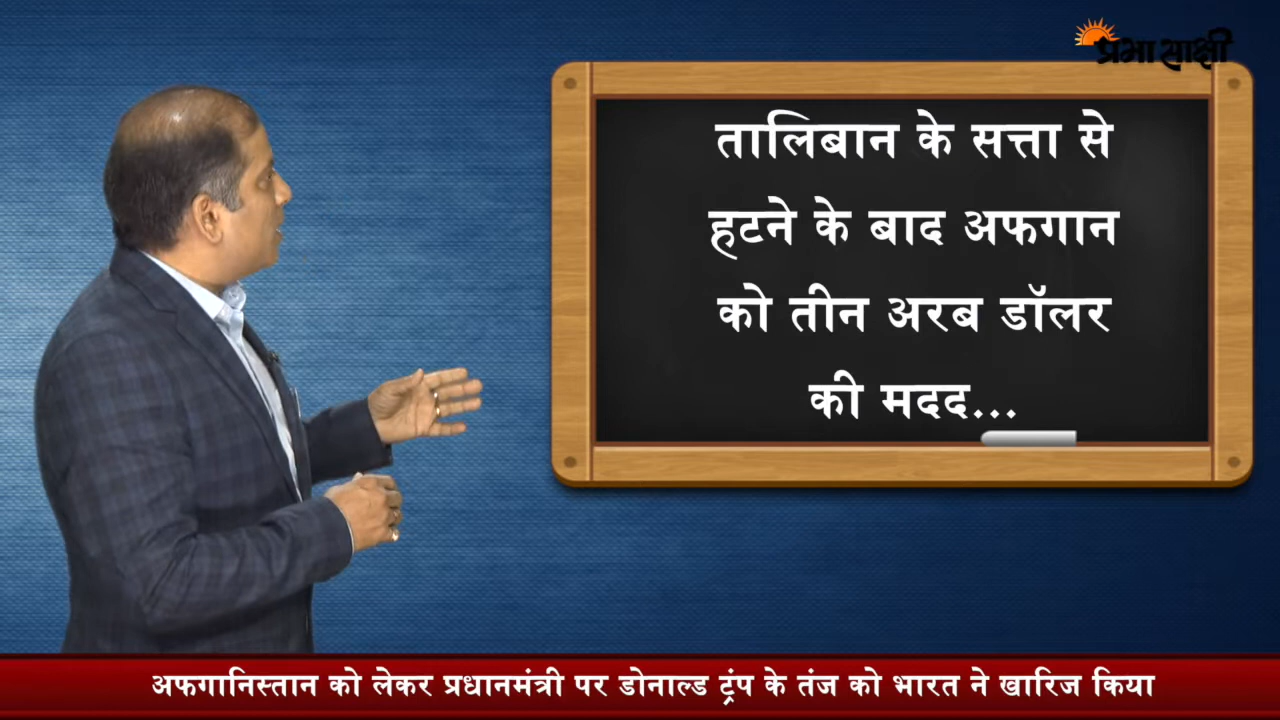 प्रभा साक्षी
तालिबान के सत्ता से
हटने के बाद अफगान
को तीन अरब डॉलर
की मदद...
अफगानिस्तान को लेकर प्रधानमंत्री पर डोनाल्ड ट्रंप के तंज को भारत ने खारिज किया